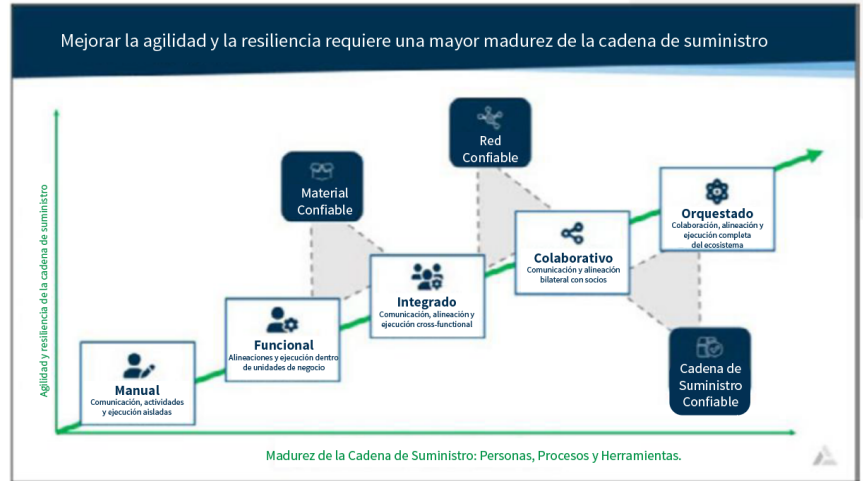 Mejorar la agilidad y la resiliencia requiere una mayor madurez de la cadena de suministro
Agilidad y resiliencia de la cadena de suministro
Red
Confiable
Material
Confiable
Orquestado
Colaboración, alineación y
ejecución completa
del ecosistema
Colaborativo
Comunicación y alineación
bilateral con socios
Integrado
Comunicación, alineación y
ejecución cross-functional
Funcional
Alineaciones y ejecución dentro
de unidades de negocio
Manual
Comunicación, actividades
y ejecución aisladas
Cadena de
Suministro
Confiable
Madurez de la Cadena de Suministro: Personas, Procesos y Herramientas.